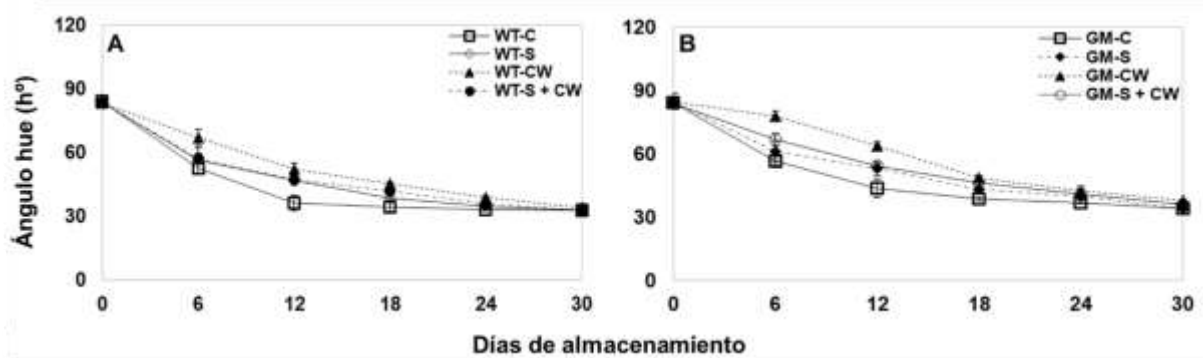 Ángulo hue (hº)
120
90
60
30
0
A
WT-C
WT-S
WT-CW
WT-S + CW
0 6 12 18 24 30
120
90
60
30
0
B
GM-C
GM-S
GM-CW
GM-S + CW
0 6 12 18 24 30
Días de almacenamiento